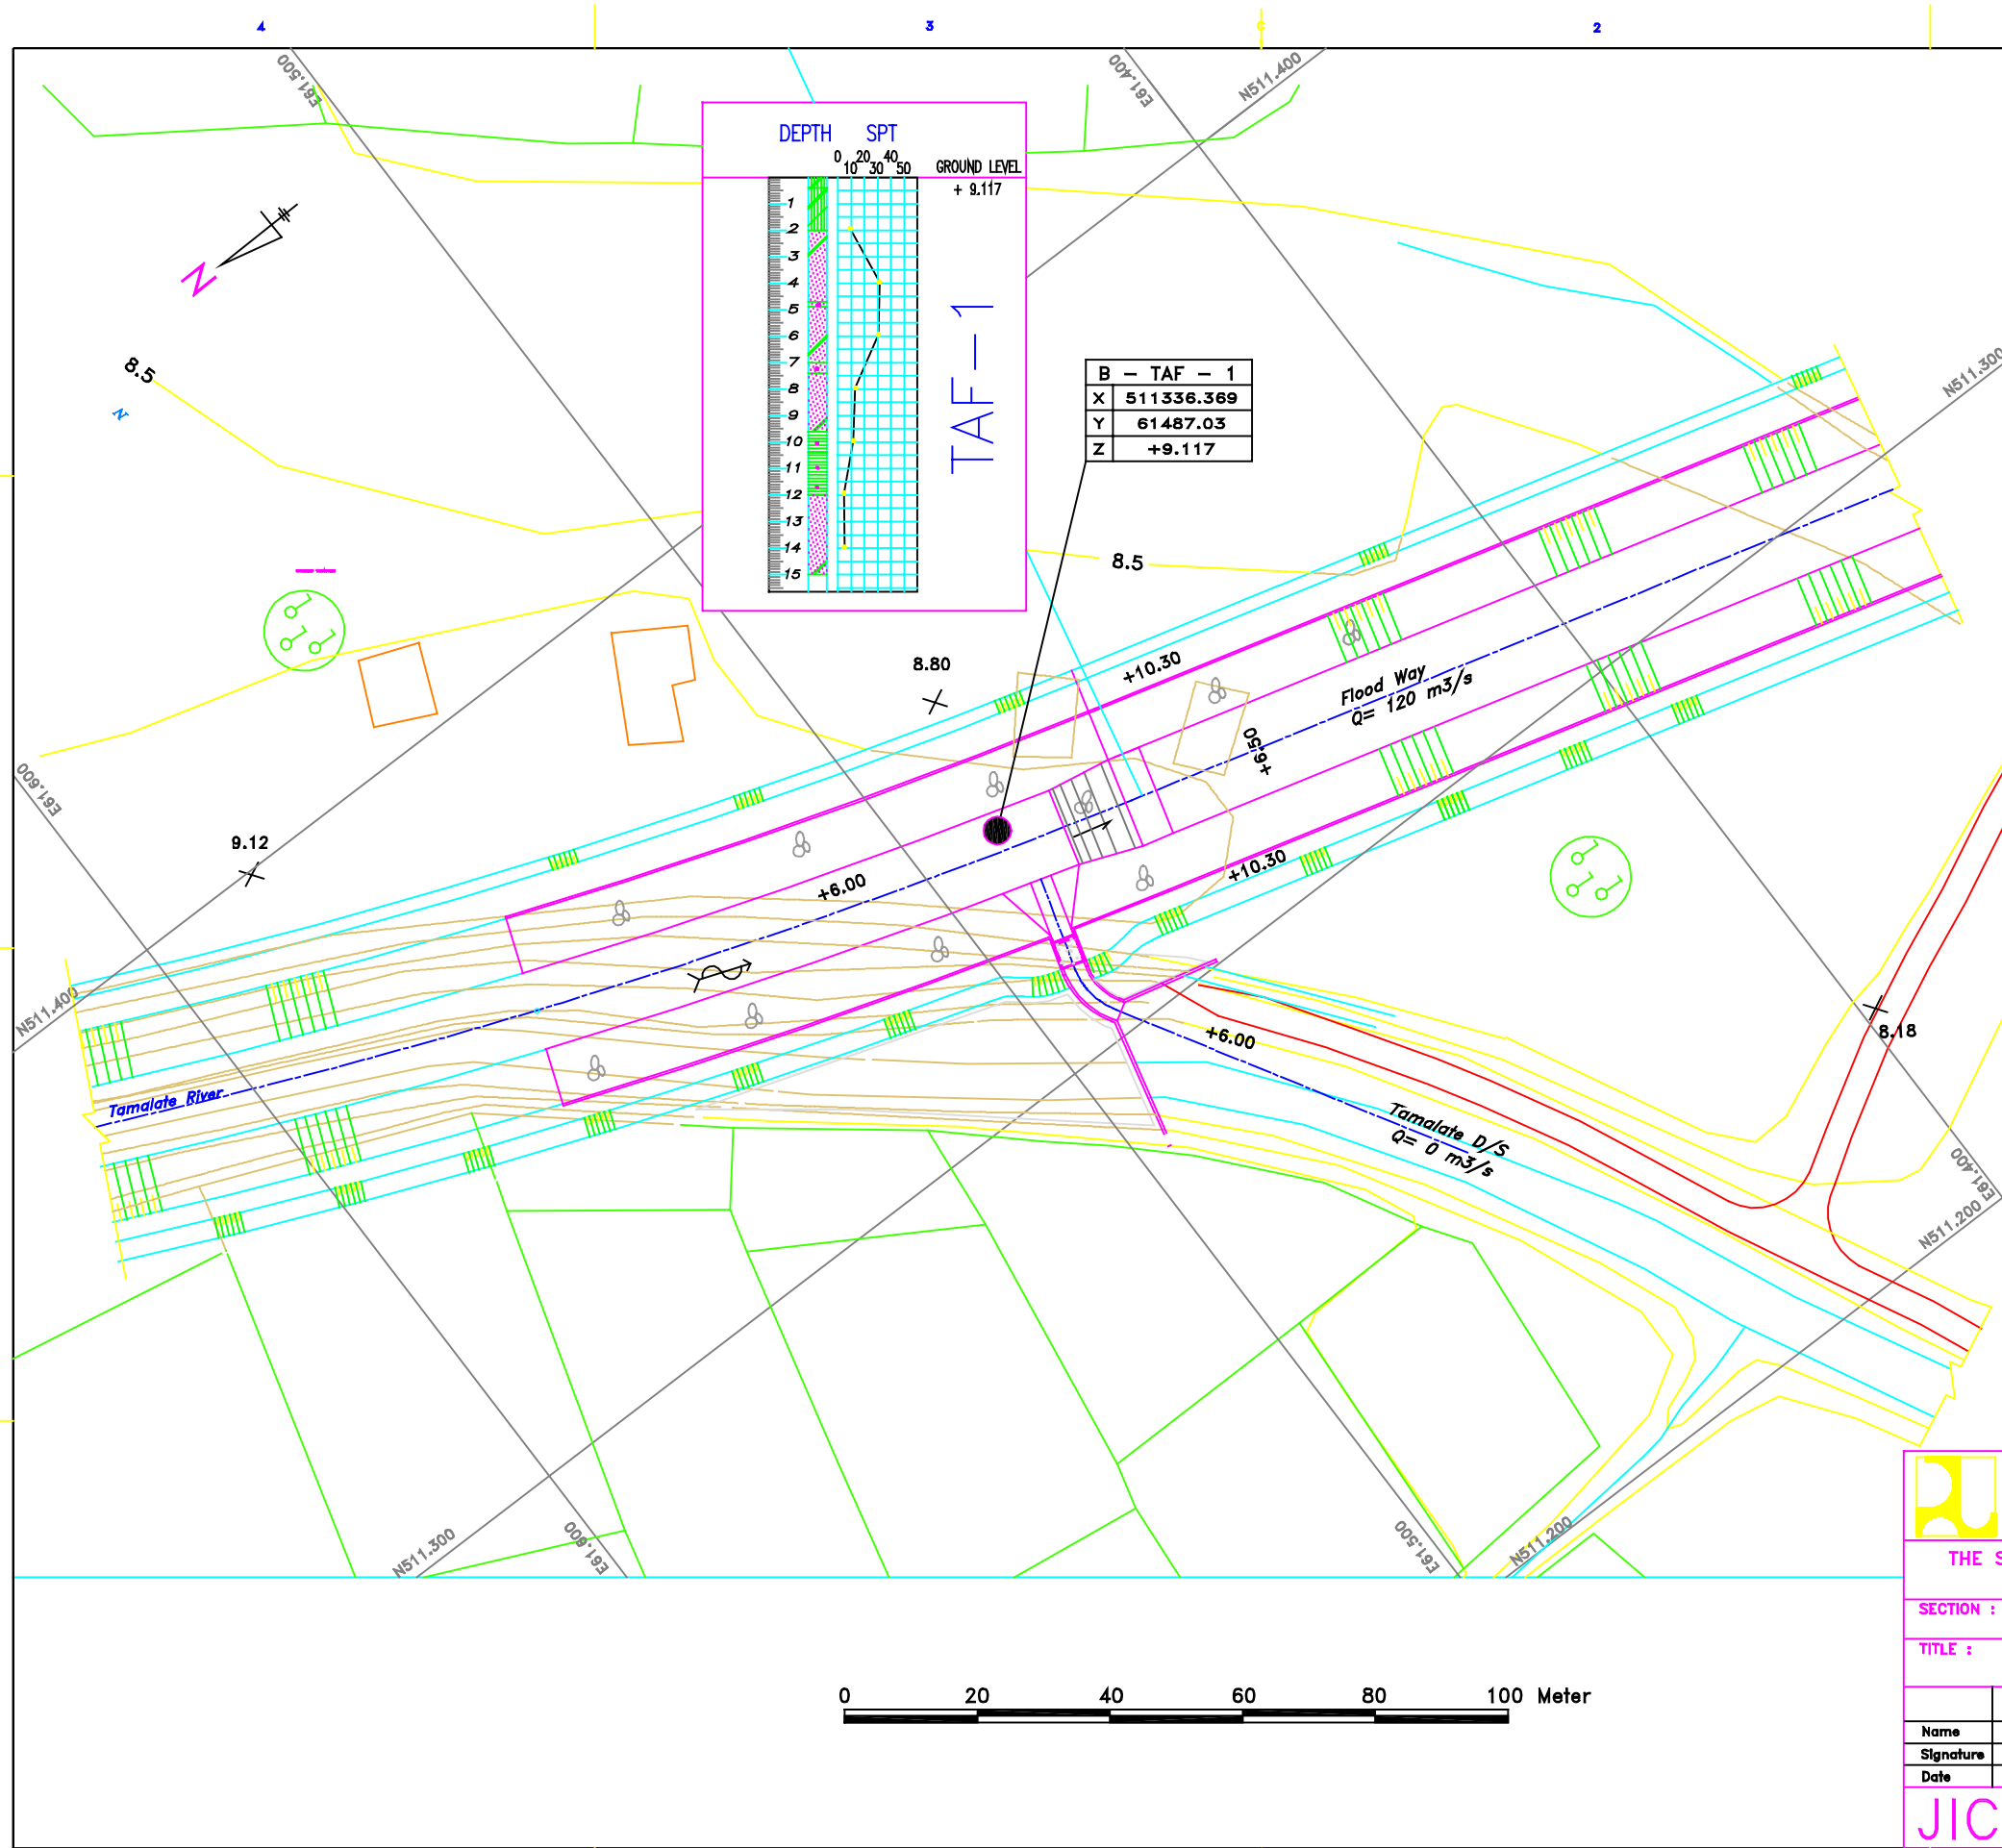 4
3
C
2
E61.500
E61.400
N511.400
DEPTH SPT
0 20 40
10 30 50
GROUND LEVEL
+ 9.117
1
2
3
4
5
6
7
8
9
10
11
12
13
14
15
TAF-1
N
8.5
N
B - TAF - 1
X 511336.369
Y 61487.03
Z +9.117
N511.300
8.5
8.80
+10.30
Flood Way
Q= 120 m3/s
+6.50
E61.600
9.12
+6.00
+10.30
N511.400
Tamalate River
+6.00
8.18
Tamalate D/S
Q= 0 m3/s
E61.400
N511.200
N511.300
E61.600
E61.500
N511.200
THE S
SECTION :
TITLE :
0 20 40 60 80 100 Meter
Name
Signature
Date
JIC